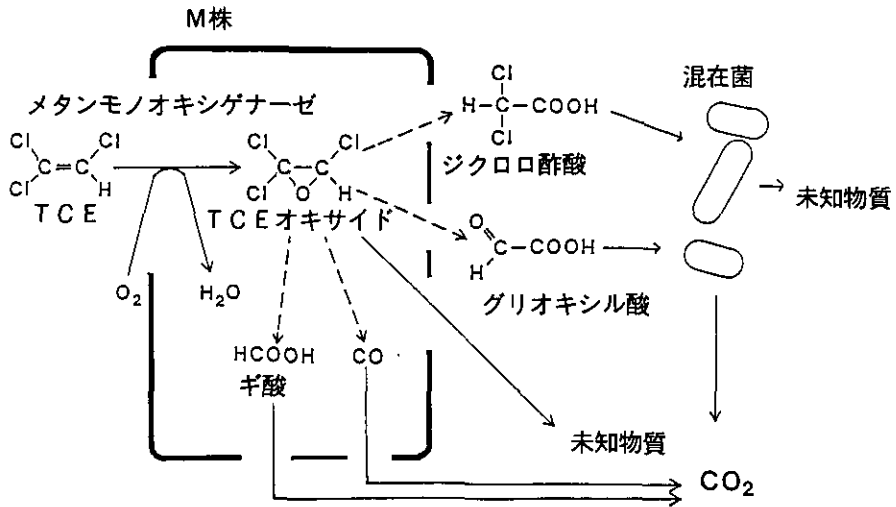 M株
メタンモノオキシゲナーゼ
Cl Cl
C=C
Cl H
TCE
O2 H2O
Cl Cl
C-C
Cl O H
TCEオキサイド
Cl
H-C-COOH
Cl
ジクロロ酢酸
O
C-COOH
H
グリオキシル酸
混在菌
未知物質
HCOOH CO
ギ酸
未知物質
CO2